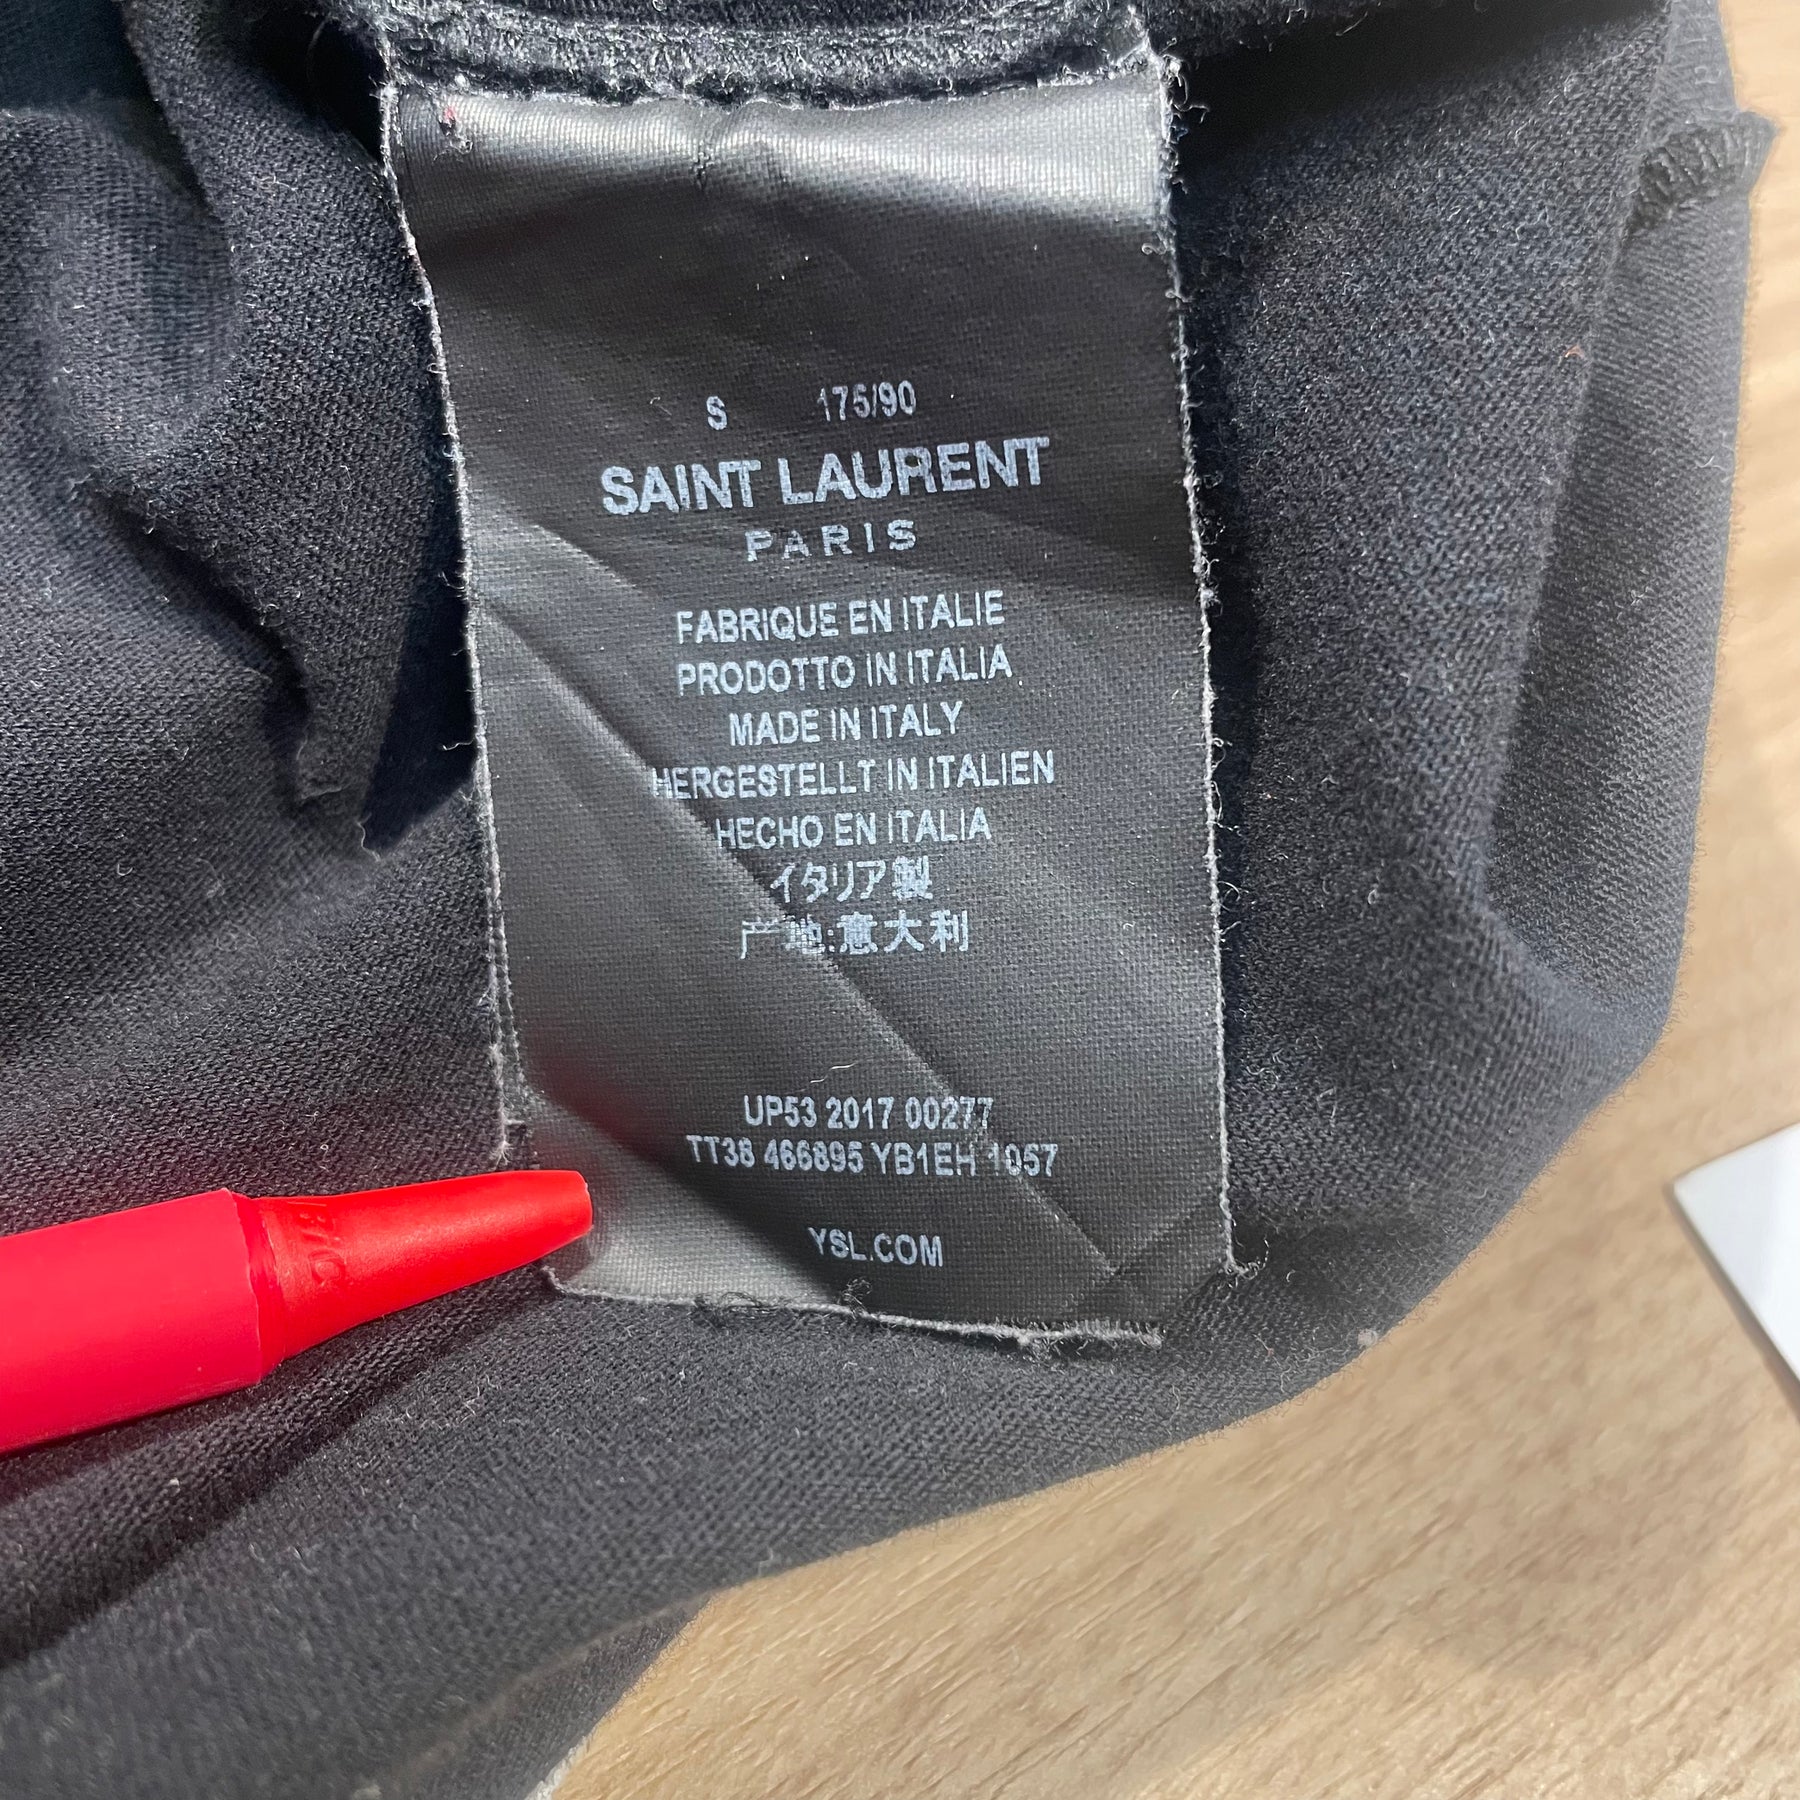 S 175/90
SAINT LAURENT
PARIS
FABRIQUE EN ITALIE
PRODOTTO IN ITALIA
MADE IN ITALY
HERGESTELLT IN ITALIEN
HECHO EN ITALIA
イタリア製
产地:意大利
UP53 2017 00277
TT38 466895 YB1EH 1057
YSL.COM